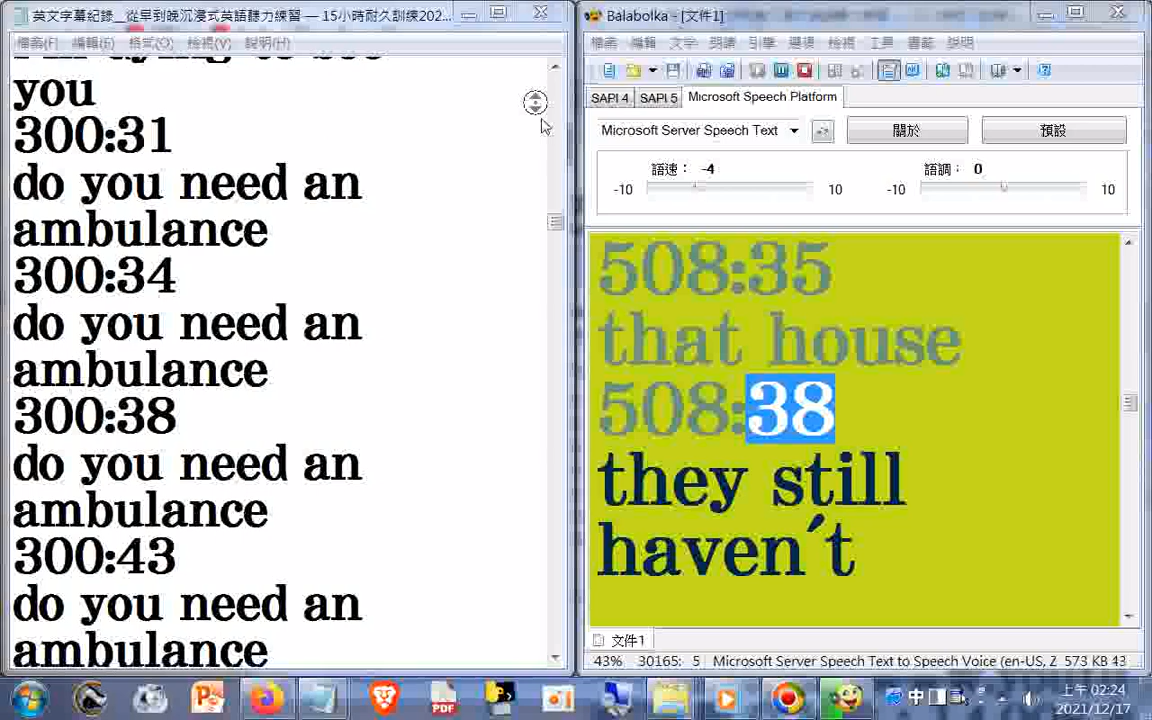 英文字幕紀錄__從早到晚沉浸式英語聽力練習 — 15小時耐久訓練202...
檔案(F) 編輯(E) 格式(O) 檢視(V) 說明(H)
you
300:31
do you need an
ambulance
300:34
do you need an
ambulance
300:38
do you need an
ambulance
300:43
do you need an
ambulance
Balabolka - [文件1]
檔案 編輯 文字 朗讀 引擎 選項 檢視 工具 書籤 說明
SAPI 4 SAPI 5 Microsoft Speech Platform
Microsoft Server Speech Text 關於 預設
語速： -4 語調： 0
-10 10 -10 10
508:35
that house
508:38
they still
haven´t
文件1
43% 30165: 5 Microsoft Server Speech Text to Speech Voice (en-US, Z 573 KB 43
PDF 中 上午 02:24
2021/12/17